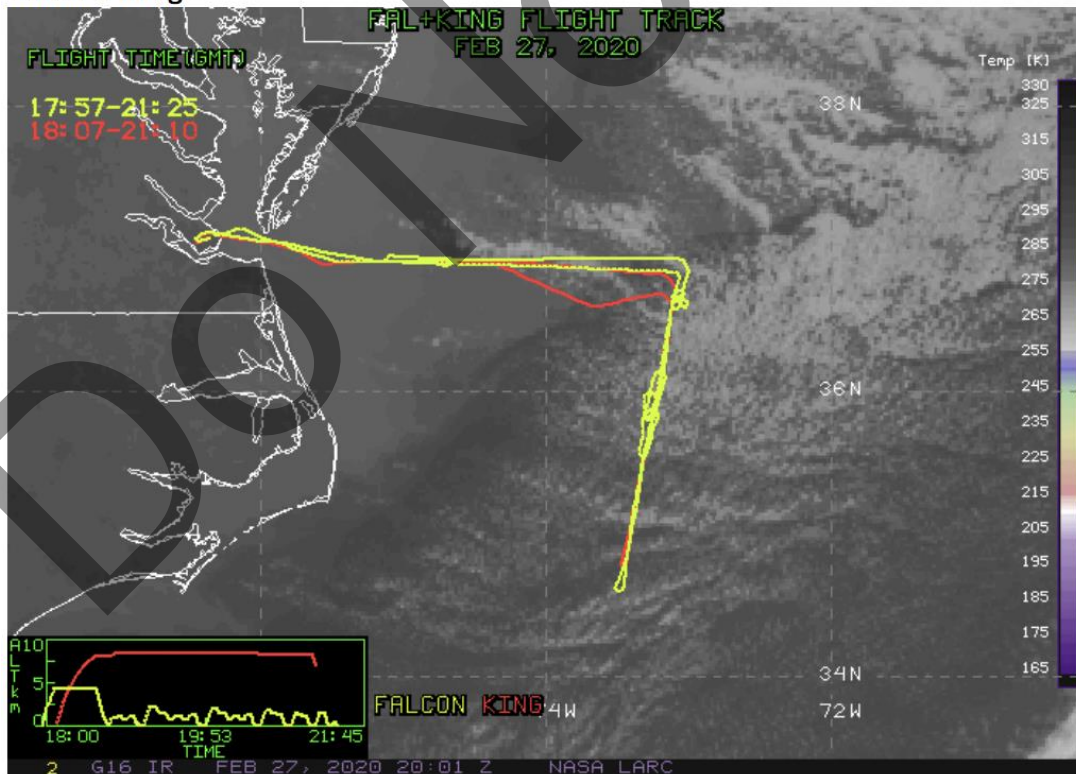 FAL+KING FLIGHT TRACK
FEB 27, 2020
FLIGHT TIME(GMT)
17:57-21:25
18:07-21:10
Temp [K]
330
325
315
305
295
285
275
265
255
245
235
225
215
205
195
185
175
165
38N
36N
34N
74W
72W
ALT km
10
5
0
18:00 19:53 21:45
TIME
FALCON KING
2 G16 IR FEB 27, 2020 20:01 Z NASA LARC